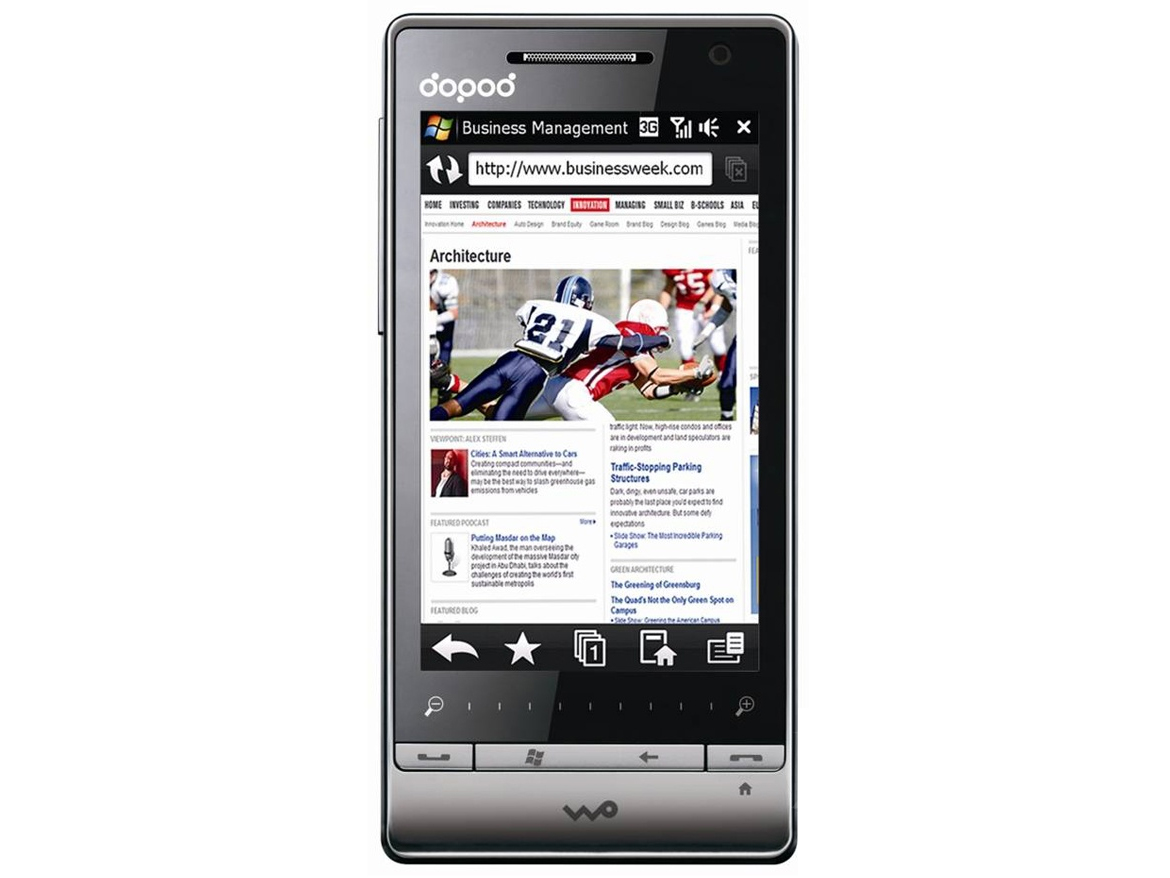 dopod
Business Management 3G
http://www.businessweek.com
HOME INVESTING COMPANIES TECHNOLOGY INNOVATION MANAGING SMALL BIZ B-SCHOOLS ASIA EU
Innovation Home Architecture Auto Design Brand Equity Game Room Brand Blog Design Blog Games Blog Media Blog
Architecture
FEA
21
VIEWPOINT: ALEX STEFFEN
Cities: A Smart Alternative to Cars
Creating compact communities—and
eliminating the need to drive everywhere—
may be the best way to slash greenhouse gas
emissions from vehicles
FEATURED PODCAST More
Putting Masdar on the Map
Khaled Awad, the man overseeing the
development of the massive Masdar city
project in Abu Dhabi, talks about the
challenges of creating the world's first
sustainable metropolis
FEATURED BLOG
traffic light. Now, high-rise condos and offices
are in development and land speculators are
raking in profits
Traffic-Stopping Parking
Structures
Dark, dingy, even unsafe, car parks are
probably the last place you'd expect to find
innovative architecture. But some defy
expectations
• Slide Show: The Most Incredible Parking
Garages
GREEN ARCHITECTURE
The Greening of Greensburg
The Quad's Not the Only Green Spot on
Campus
• Slide Show: Greening the American Campus
SP
1
wo